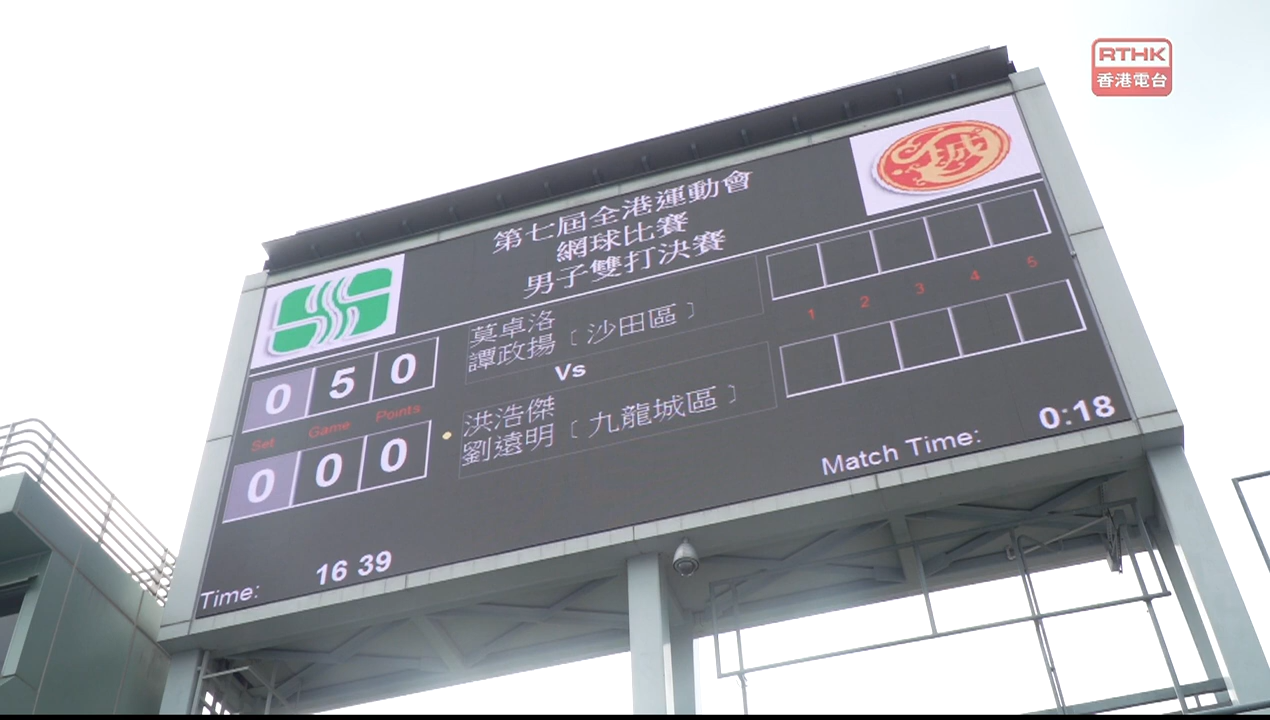 RTHK
香港電台
城
第七屆全港運動會
網球比賽
男子雙打決賽
0 5 0
莫卓洛
譚政揚〔沙田區〕
Set Game Points
Vs
1 2 3 4 5
0 0 0
洪浩傑
劉遠明〔九龍城區〕
Match Time: 0:18
Time: 16 39